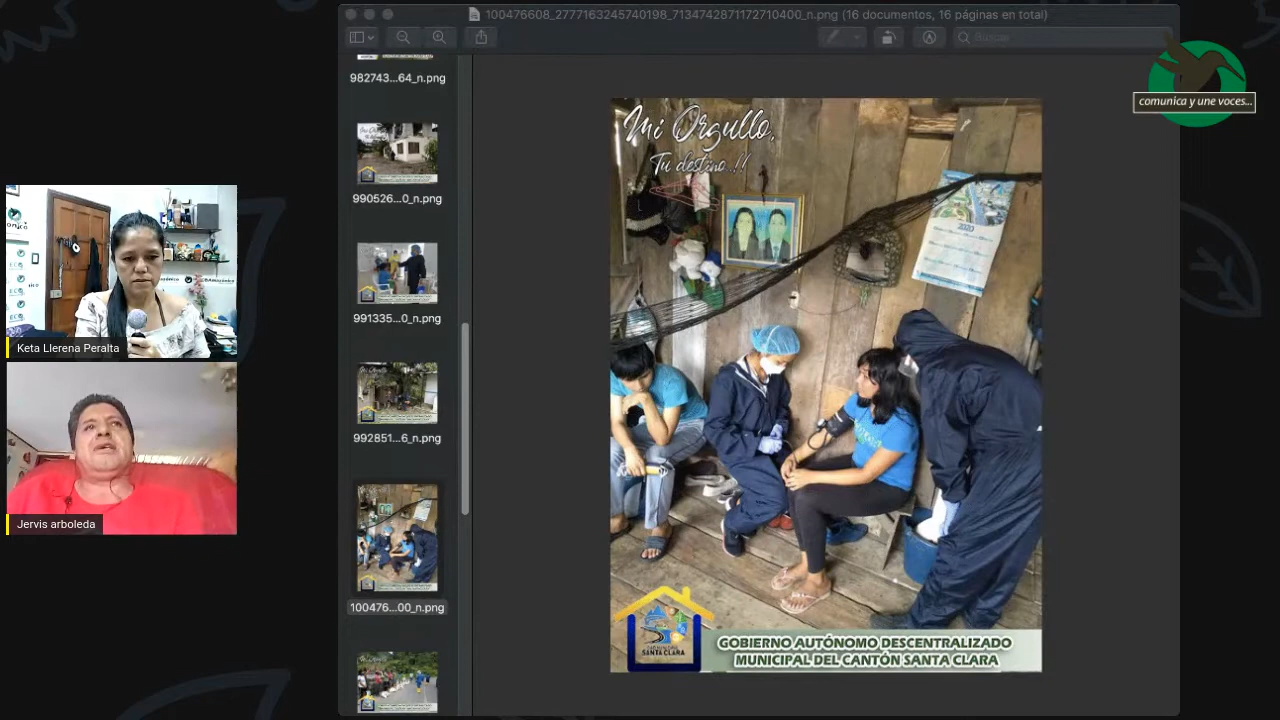 100476608_2777163245740198_7134742871172710400_n.png (16 documentos, 16 páginas en total)
Buscar
comunica y une voces...
982743...64_n.png
990526...0_n.png
991335...0_n.png
992851...6_n.png
100476...00_n.png
Keta Llerena Peralta
Jervis arboleda
Mi Orgullo,
Tu destino..!!
2020
SANTA CLARA
GOBIERNO AUTÓNOMO DESCENTRALIZADO
MUNICIPAL DEL CANTÓN SANTA CLARA